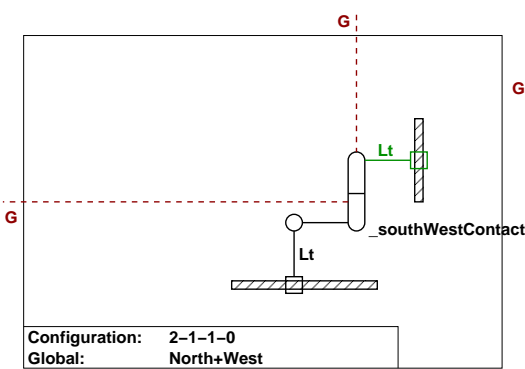 G
G
Lt
G
_southWestContact
Lt
Configuration: 2−1−1−0
Global: North+West